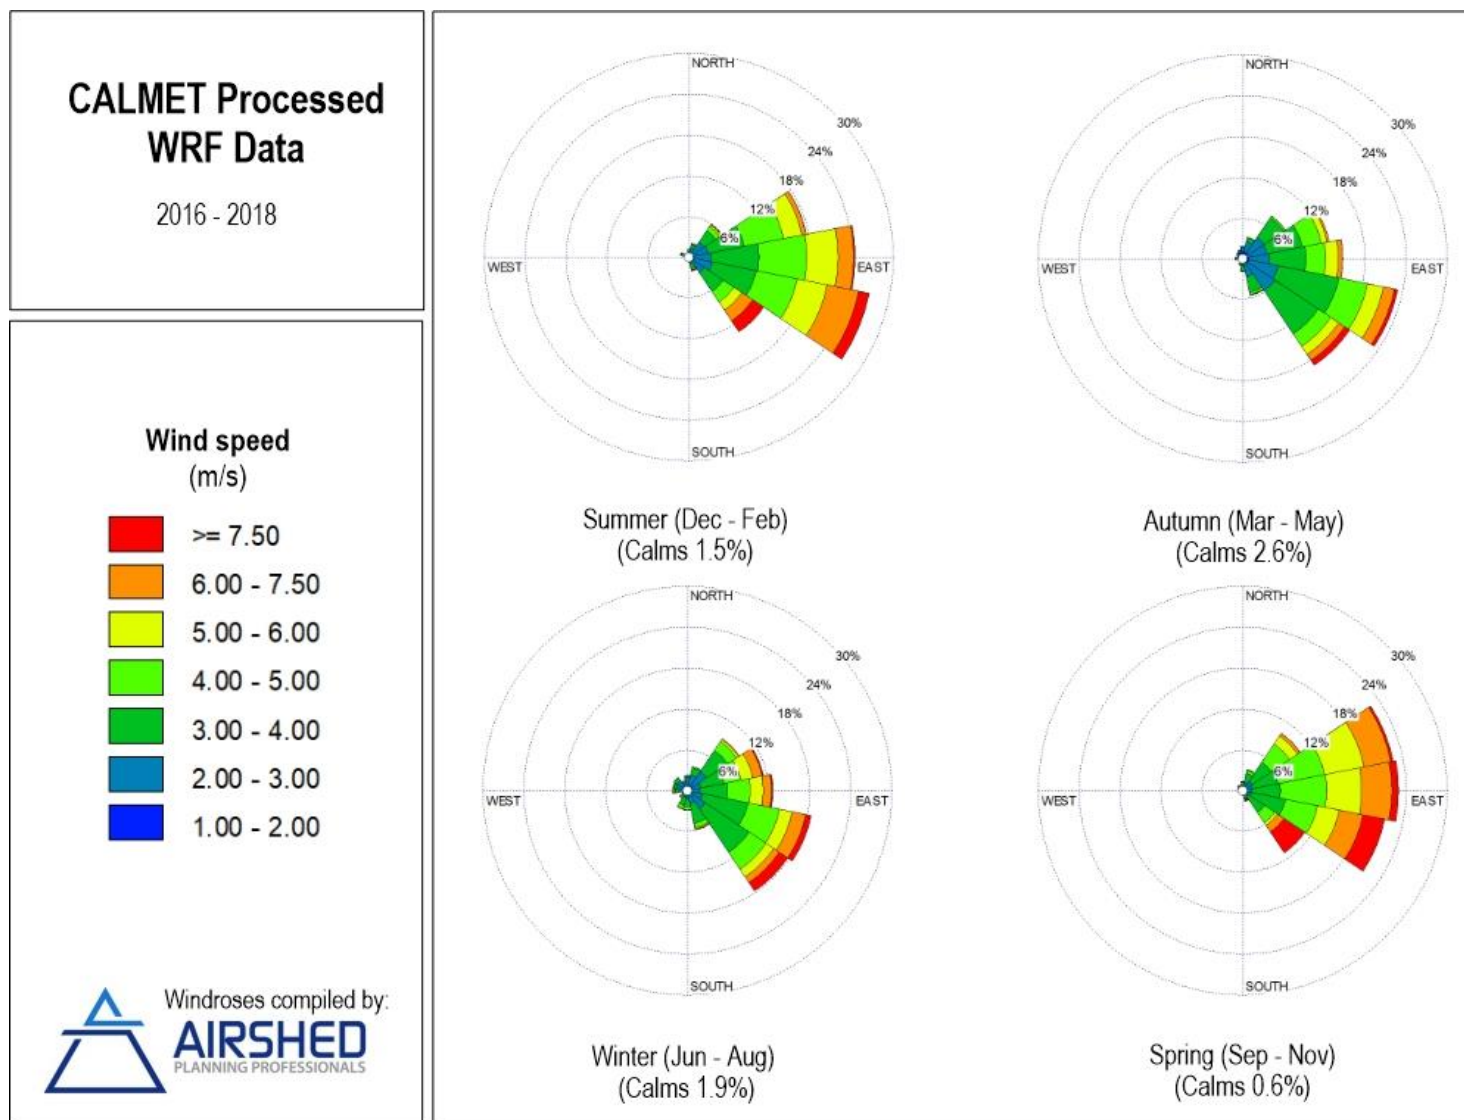 CALMET Processed
WRF Data
2016 - 2018
Wind speed
(m/s)
>= 7.50
6.00 - 7.50
5.00 - 6.00
4.00 - 5.00
3.00 - 4.00
2.00 - 3.00
1.00 - 2.00
Windroses compiled by:
AIRSHED
PLANNING PROFESSIONALS
NORTH
30%
24%
18%
12%
6%
WEST
EAST
SOUTH
Summer (Dec - Feb)
(Calms 1.5%)
NORTH
30%
24%
18%
12%
6%
WEST
EAST
SOUTH
Autumn (Mar - May)
(Calms 2.6%)
NORTH
30%
24%
18%
12%
6%
WEST
EAST
SOUTH
Winter (Jun - Aug)
(Calms 1.9%)
NORTH
30%
24%
18%
12%
6%
WEST
EAST
SOUTH
Spring (Sep - Nov)
(Calms 0.6%)